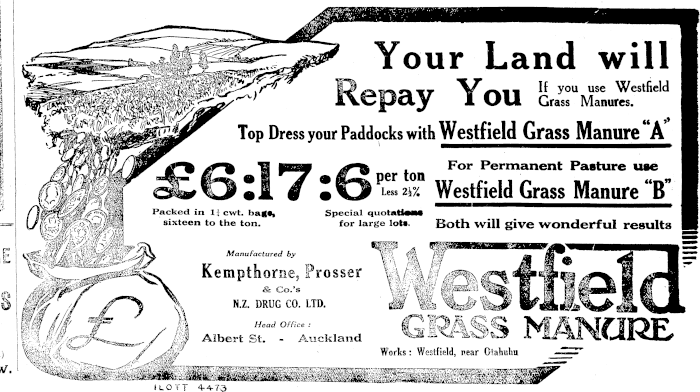 Your Land will
Repay You
If you use Westfield
Grass Manures.
Top Dress your Paddocks with Westfield Grass Manure "A"
£6:17:6
per ton
Less 2½%
Packed in 1¼ cwt. bags,
sixteen to the ton.
Special quotations
for large lots.
For Permanent Pasture use
Westfield Grass Manure "B"
Both will give wonderful results
Manufactured by
Kempthorne, Prosser
& Co.'s
N.Z. DRUG CO. LTD.
Head Office :
Albert St. - Auckland
Westfield
GRASS MANURE
Works : Westfield, near Otahuhu
£
ILOTT 4473
E
S
W.